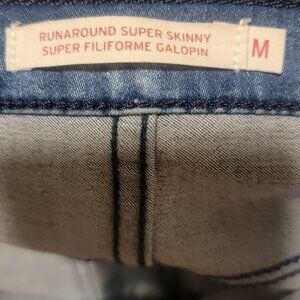 RUNAROUND SUPER SKINNY
SUPER FILIFORME GALOPIN
M